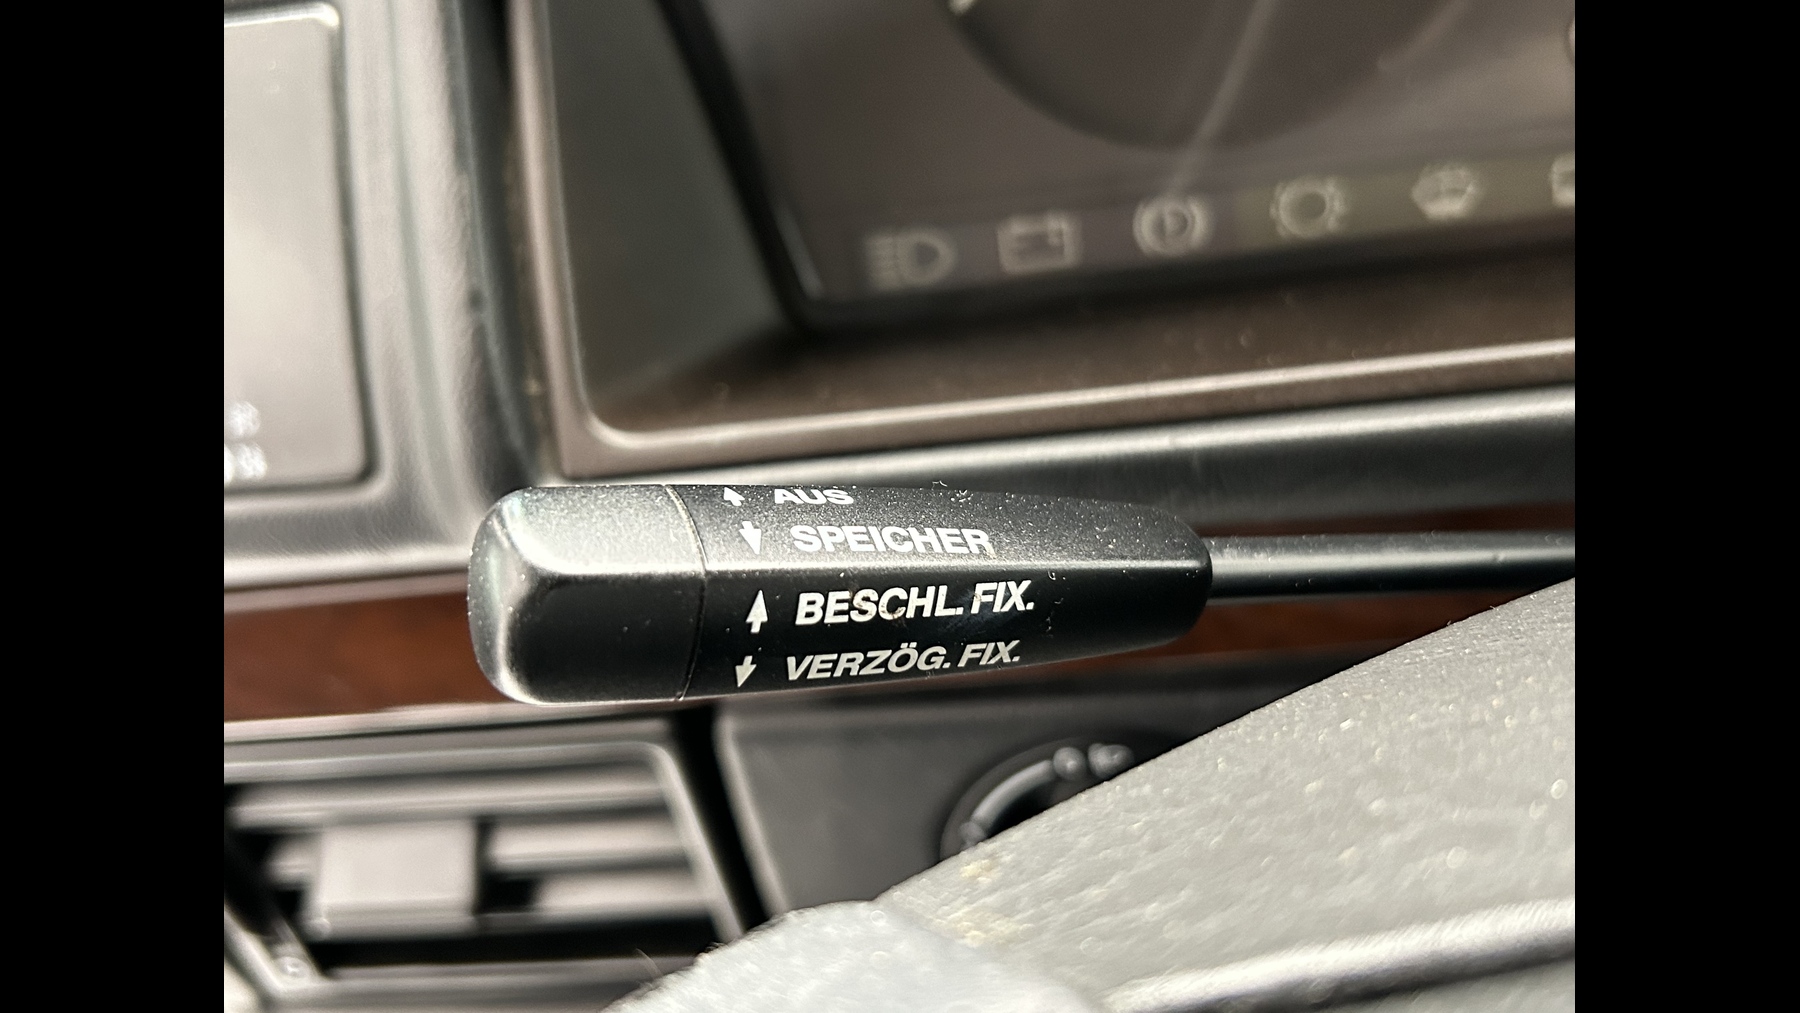 AUS
SPEICHER
BESCHL. FIX.
VERZÖG. FIX.